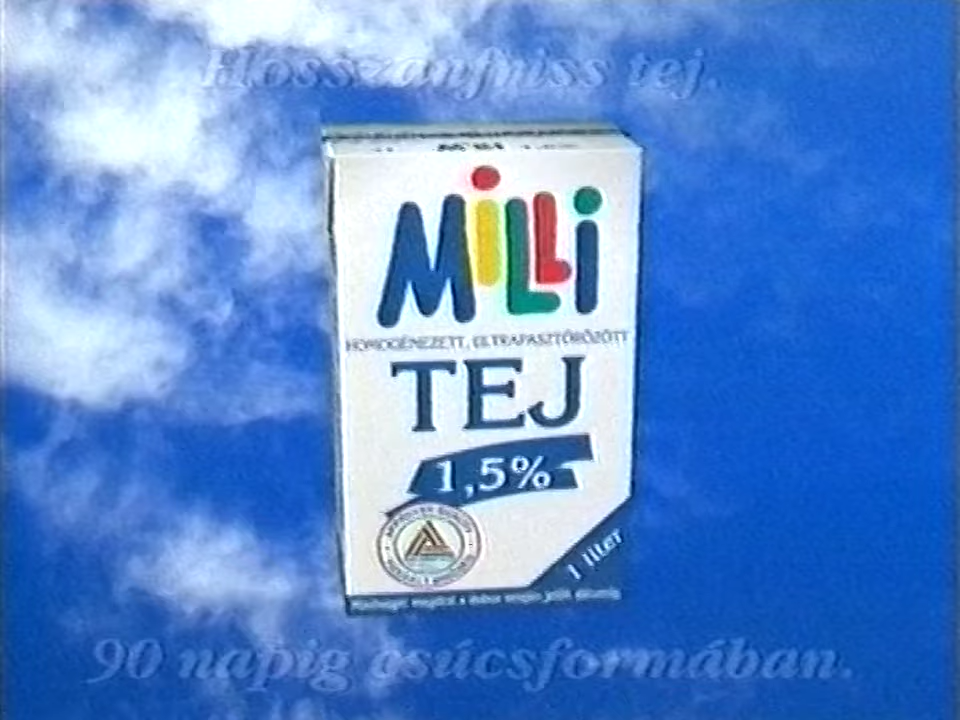 Hosszanfriss tej.
MiLLi
HOMOGÉNEZETT, ULTRAPASZTŐRÖZÖTT
TEJ
1,5%
1 liter
90 napig csúcsformában.